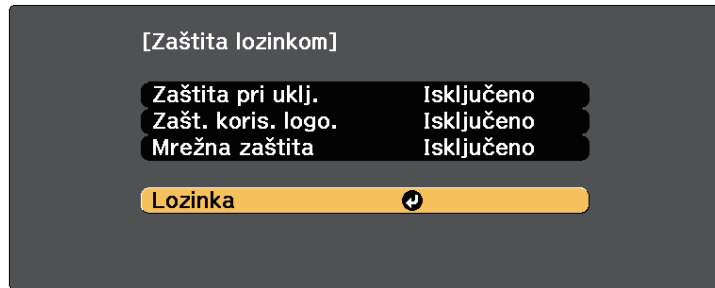 [Zaštita lozinkom]
Zaštita pri uklj. Isključeno
Zašt. koris. logo. Isključeno
Mrežna zaštita Isključeno
Lozinka